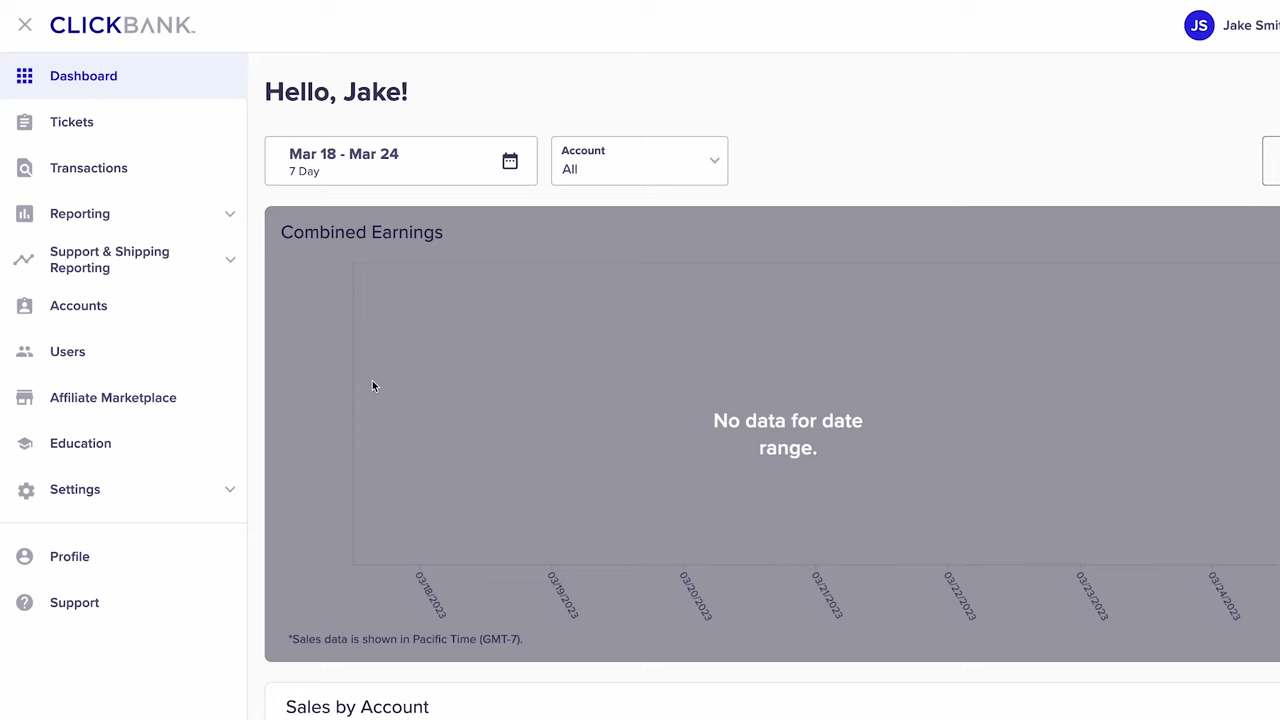 CLICKBANK
JS
Jake Smi
Dashboard
Tickets
Transactions
Reporting
Support & Shipping
Reporting
Accounts
Users
Affiliate Marketplace
Education
Settings
Profile
Support
Hello, Jake!
Mar 18 - Mar 24
7 Day
Account
All
Combined Earnings
No data for date
range.
03/18/2023
03/19/2023
03/20/2023
03/21/2023
03/22/2023
03/23/2023
03/24/2023
*Sales data is shown in Pacific Time (GMT-7).
Sales by Account